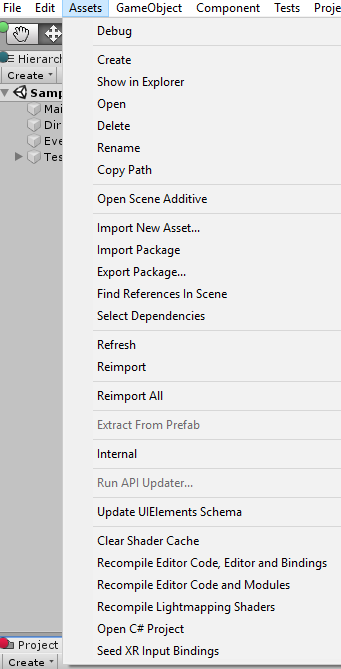 File Edit Assets GameObject Component Tests Proje
Debug
Hierarch
Create
Create
Show in Explorer
Samp
Open
Mai
Dir
Delete
Eve
Rename
Tes
Copy Path
Open Scene Additive
Import New Asset...
Import Package
Export Package...
Find References In Scene
Select Dependencies
Refresh
Reimport
Reimport All
Extract From Prefab
Internal
Run API Updater...
Update UIElements Schema
Clear Shader Cache
Recompile Editor Code, Editor and Bindings
Recompile Editor Code and Modules
Recompile Lightmapping Shaders
Open C# Project
Project
Seed XR Input Bindings
Create